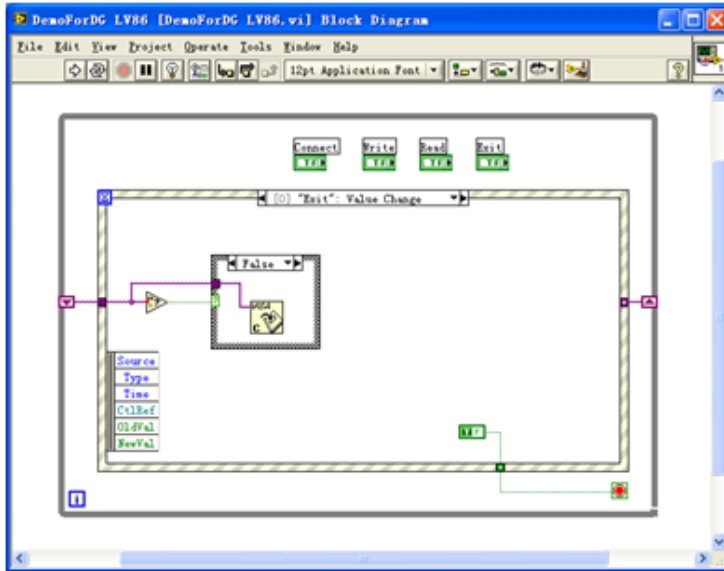 DemoForDG LV86 [DemoForDG LV86.vi] Block Diagram
File Edit View Project Operate Tools Window Help
12pt Application Font
Connect Write Read Exit
[0] "Exit": Value Change
False
Source
Type
Time
CtlRef
OldVal
NewVal
i